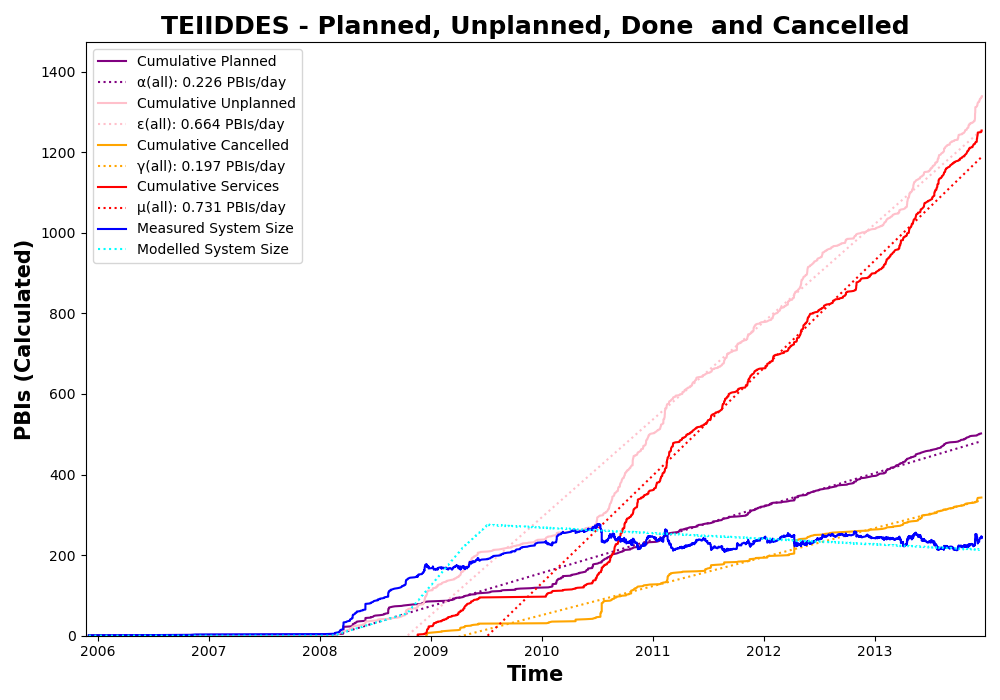 TEIIDDES - Planned, Unplanned, Done  and Cancelled
Cumulative Planned
α(all): 0.226 PBIs/day
Cumulative Unplanned
ε(all): 0.664 PBIs/day
Cumulative Cancelled
γ(all): 0.197 PBIs/day
Cumulative Services
μ(all): 0.731 PBIs/day
Measured System Size
Modelled System Size
PBIs (Calculated)
1400
1200
1000
800
600
400
200
0
2006 2007 2008 2009 2010 2011 2012 2013
Time